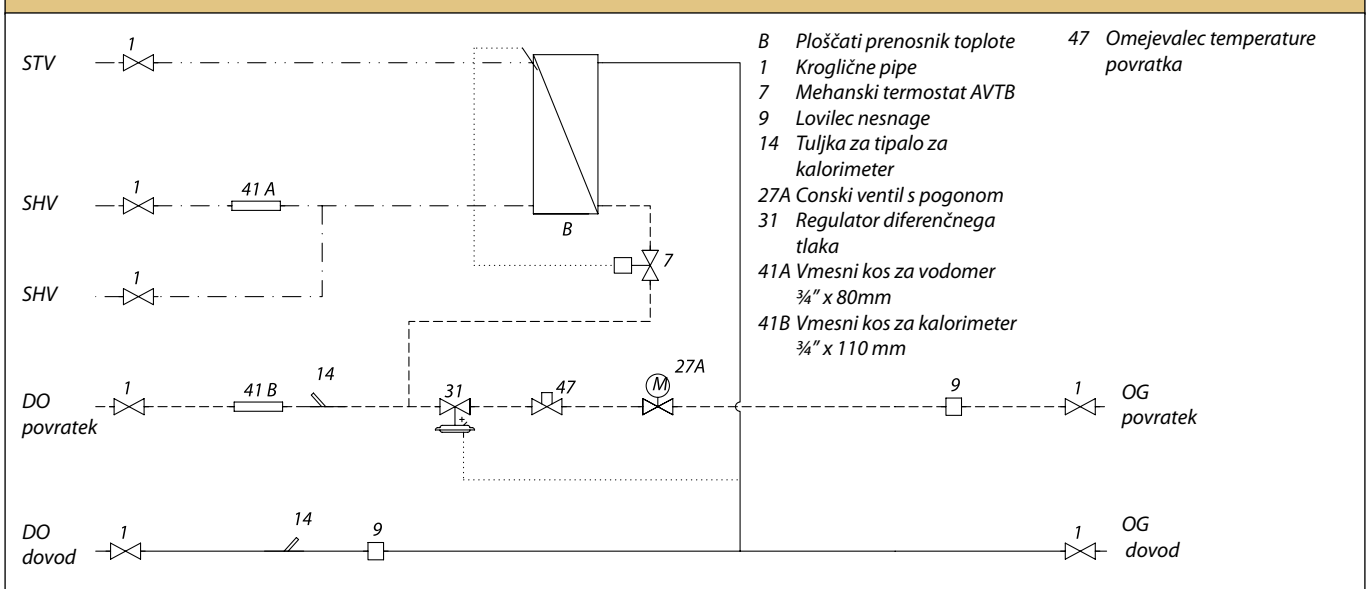 1
STV
1
41 A
SHV
B
7
1
SHV
1
41 B
14
31
+
-
47
M
27A
9
1
DO
povratek
OG
povratek
1
14
9
1
DO
dovod
OG
dovod
B Ploščati prenosnik toplote
1 Kroglične pipe
7 Mehanski termostat AVTB
9 Lovilec nesnage
14 Tuljka za tipalo za
kalorimeter
27A Conski ventil s pogonom
31 Regulator diferenčnega
tlaka
41A Vmesni kos za vodomer
¾" x 80mm
41B Vmesni kos za kalorimeter
¾" x 110 mm
47 Omejevalec temperature
povratka